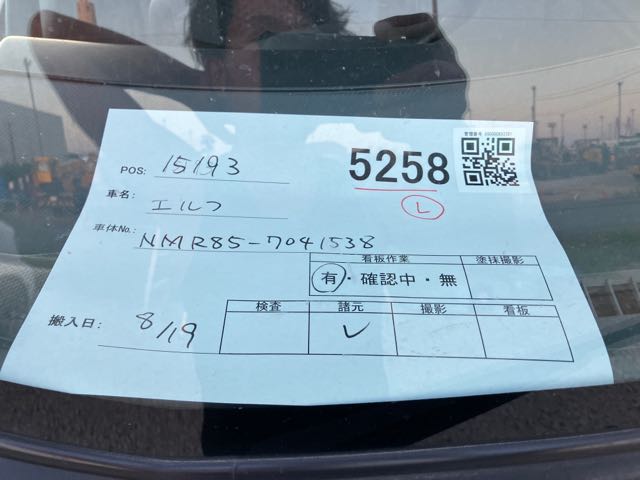 管理番号
POS: 15193
5258
L
車名: エルフ
車体No.: NMR85-7041538
看板作業 塗抹撮影
有・確認中・無
搬入日: 8/19
検査 諸元 撮影 看板
✓